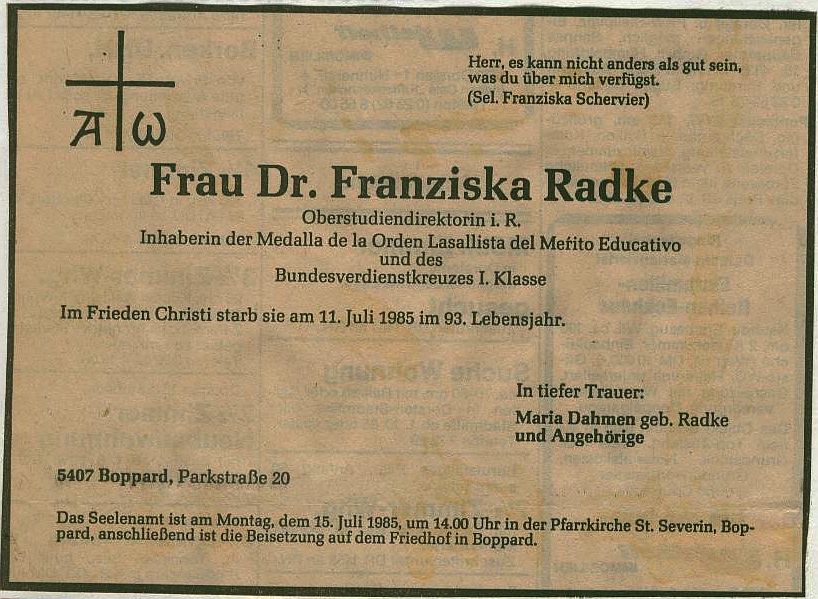 Herr, es kann nicht anders als gut sein,
was du über mich verfügst.
(Sel. Franziska Schervier)
A ω
Frau Dr. Franziska Radke
Oberstudiendirektorin i. R.
Inhaberin der Medalla de la Orden Lasallista del Mefito Educativo
und des
Bundesverdienstkreuzes I. Klasse
Im Frieden Christi starb sie am 11. Juli 1985 im 93. Lebensjahr.
In tiefer Trauer:
Maria Dahmen geb. Radke
und Angehörige
5407 Boppard, Parkstraße 20
Das Seelenamt ist am Montag, dem 15. Juli 1985, um 14.00 Uhr in der Pfarrkirche St. Severin, Bop-
pard, anschließend ist die Beisetzung auf dem Friedhof in Boppard.